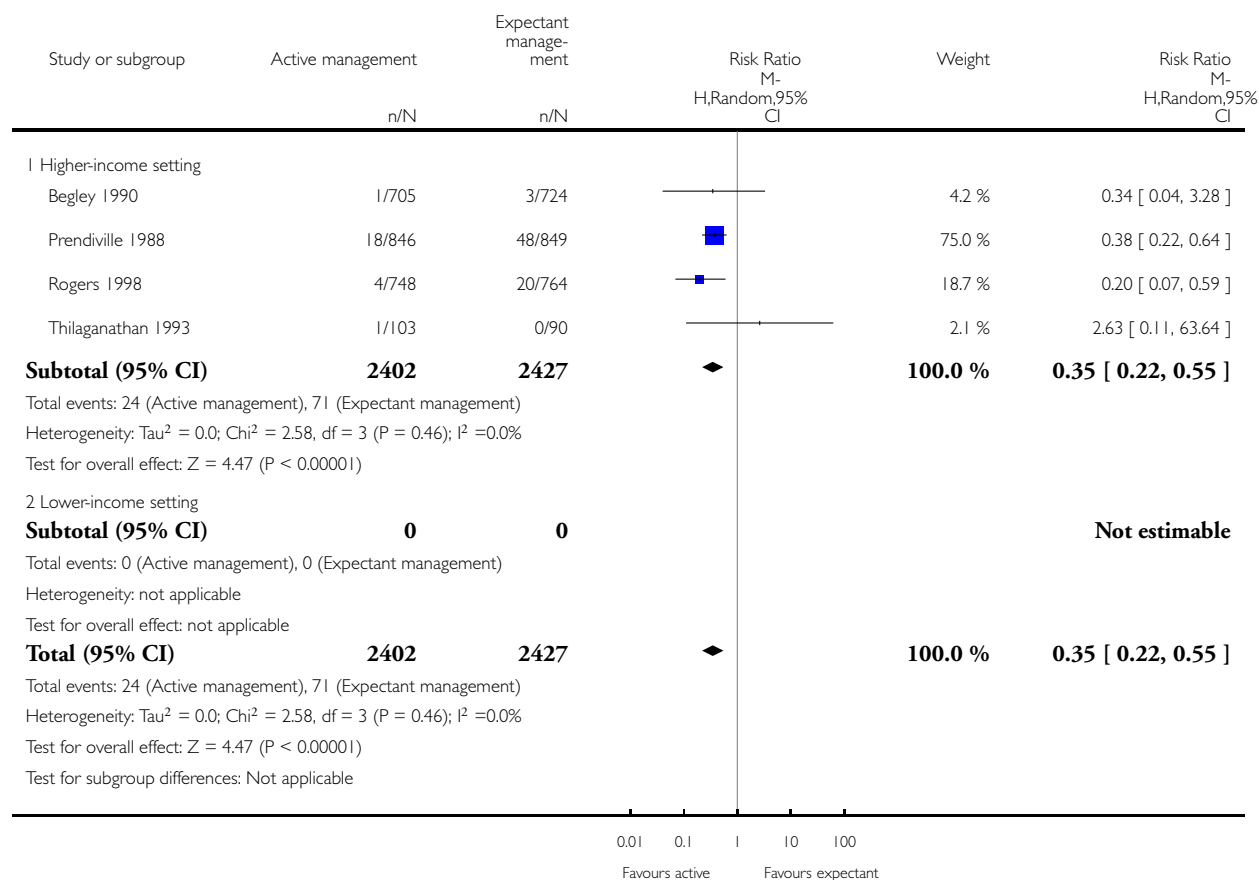 Study or subgroup Active management Expectant manage- ment Risk Ratio Weight Risk Ratio
n/N n/N M- H,Random,95% CI M- H,Random,95% CI
1 Higher-income setting
Begley 1990 1/705 3/724 4.2 % 0.34 [ 0.04, 3.28 ]
Prendiville 1988 18/846 48/849 75.0 % 0.38 [ 0.22, 0.64 ]
Rogers 1998 4/748 20/764 18.7 % 0.20 [ 0.07, 0.59 ]
Thilaganathan 1993 1/103 0/90 2.1 % 2.63 [ 0.11, 63.64 ]
Subtotal (95% CI) 2402 2427 100.0 % 0.35 [ 0.22, 0.55 ]
Total events: 24 (Active management), 71 (Expectant management)
Heterogeneity: Tau² = 0.0; Chi² = 2.58, df = 3 (P = 0.46); I² =0.0%
Test for overall effect: Z = 4.47 (P < 0.00001)
2 Lower-income setting
Subtotal (95% CI) 0 0 Not estimable
Total events: 0 (Active management), 0 (Expectant management)
Heterogeneity: not applicable
Test for overall effect: not applicable
Total (95% CI) 2402 2427 100.0 % 0.35 [ 0.22, 0.55 ]
Total events: 24 (Active management), 71 (Expectant management)
Heterogeneity: Tau² = 0.0; Chi² = 2.58, df = 3 (P = 0.46); I² =0.0%
Test for overall effect: Z = 4.47 (P < 0.00001)
Test for subgroup differences: Not applicable
0.01 0.1 1 10 100
Favours active Favours expectant